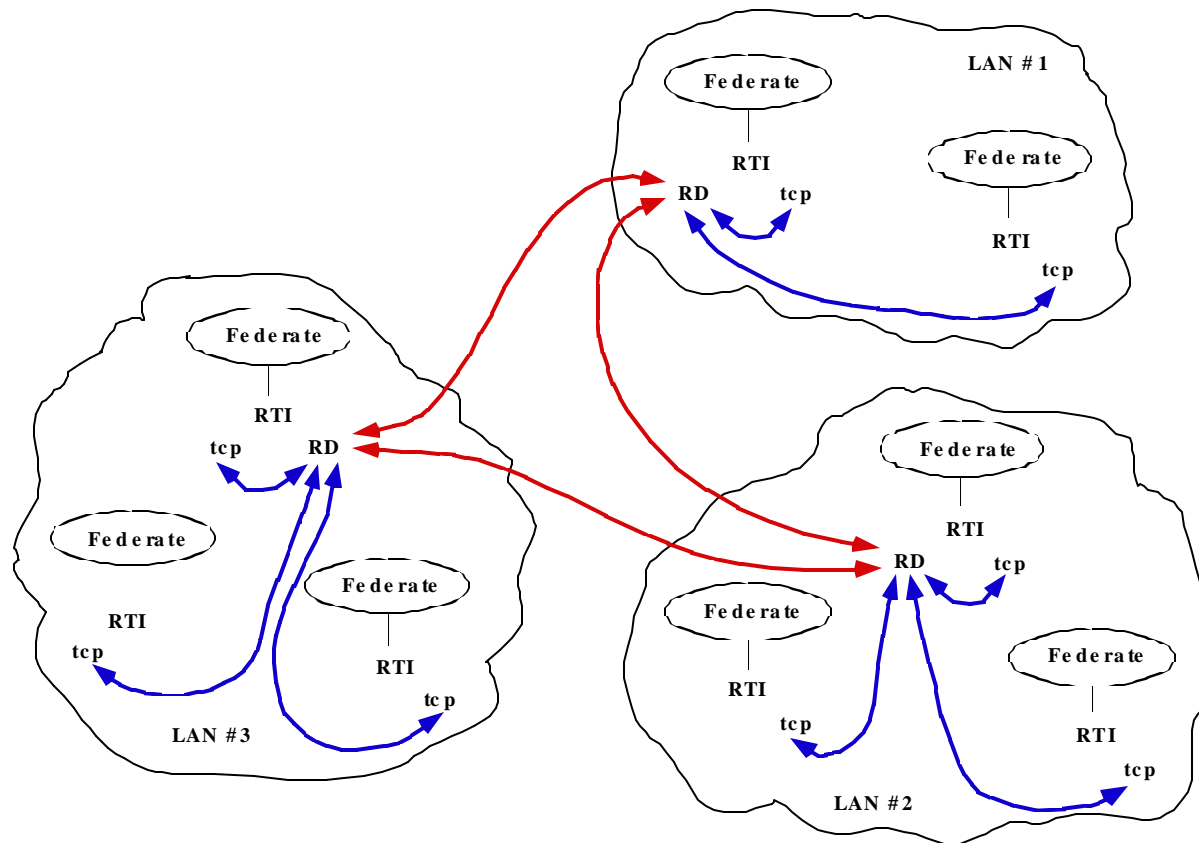 LAN #1
Federate
RTI
RD
tcp
Federate
RTI
tcp
Federate
RTI
tcp
RD
Federate
RTI
tcp
Federate
RTI
tcp
LAN #3
Federate
RTI
RD
tcp
Federate
RTI
tcp
Federate
RTI
tcp
LAN #2